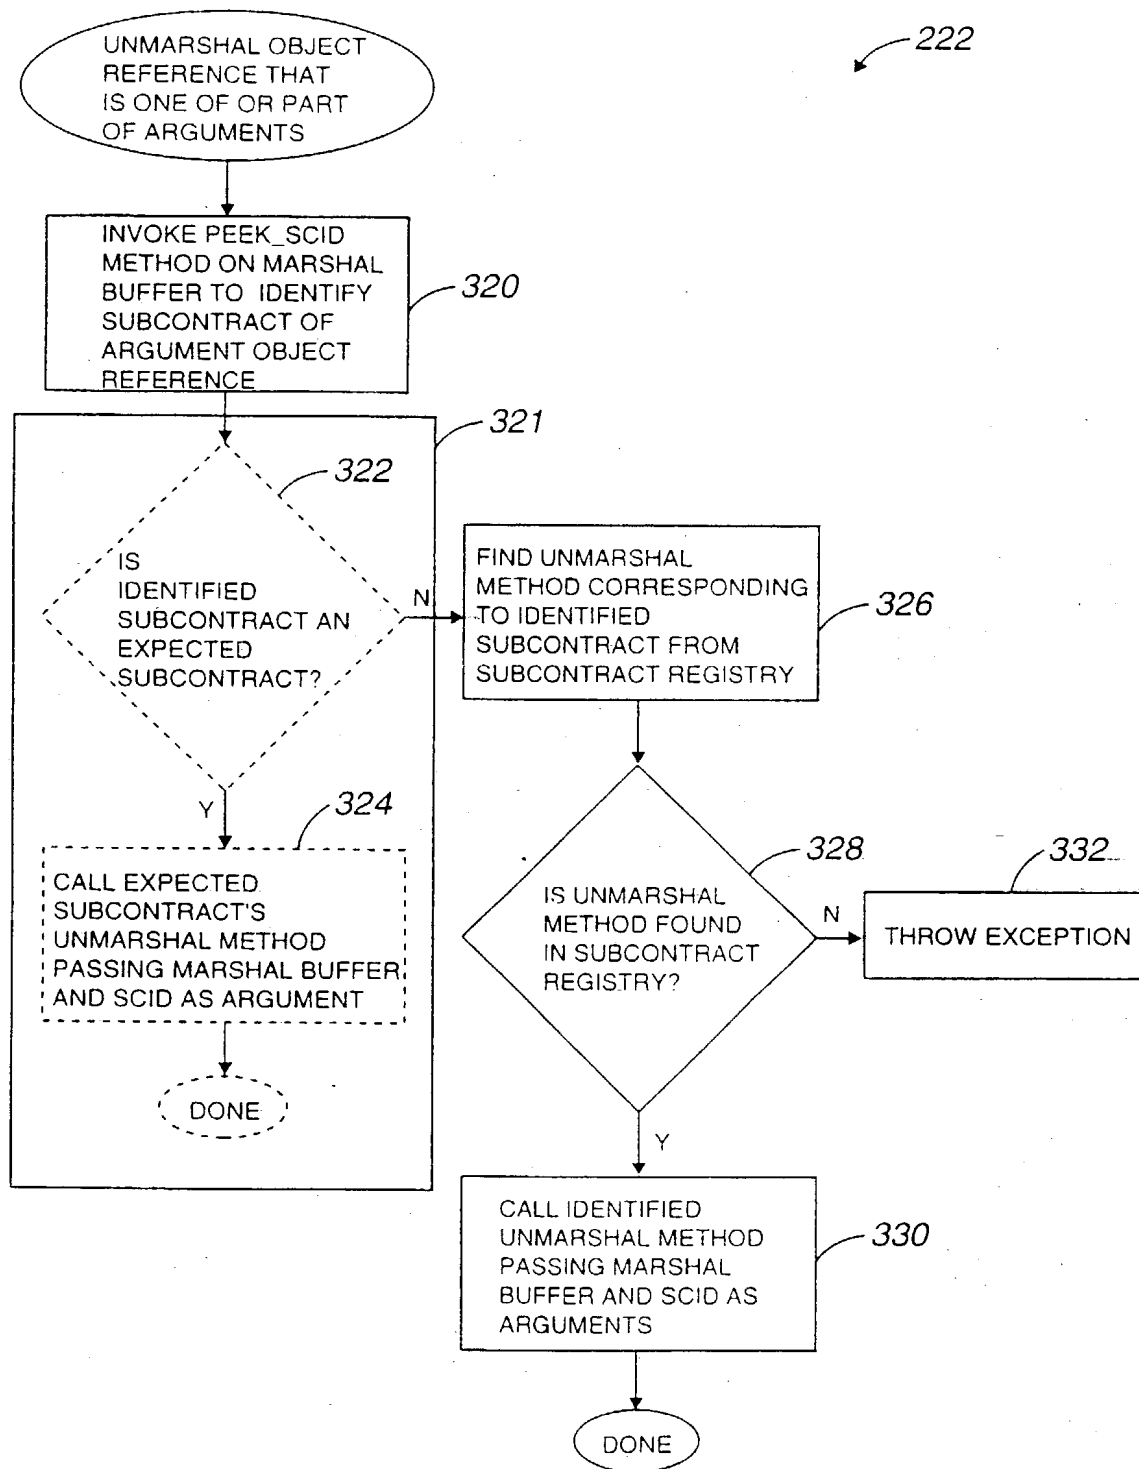 UNMARSHAL OBJECT
REFERENCE THAT
IS ONE OF OR PART
OF ARGUMENTS
222
INVOKE PEEK_SCID
METHOD ON MARSHAL
BUFFER TO IDENTIFY
SUBCONTRACT OF
ARGUMENT OBJECT
REFERENCE
320
321
322
IS
IDENTIFIED
SUBCONTRACT AN
EXPECTED
SUBCONTRACT?
N
FIND UNMARSHAL
METHOD CORRESPONDING
TO IDENTIFIED
SUBCONTRACT FROM
SUBCONTRACT REGISTRY
326
Y
324
CALL EXPECTED
SUBCONTRACT'S
UNMARSHAL METHOD
PASSING MARSHAL BUFFER
AND SCID AS ARGUMENT
DONE
328
IS UNMARSHAL
METHOD FOUND
IN SUBCONTRACT
REGISTRY?
N
332
THROW EXCEPTION
Y
CALL IDENTIFIED
UNMARSHAL METHOD
PASSING MARSHAL
BUFFER AND SCID AS
ARGUMENTS
330
DONE